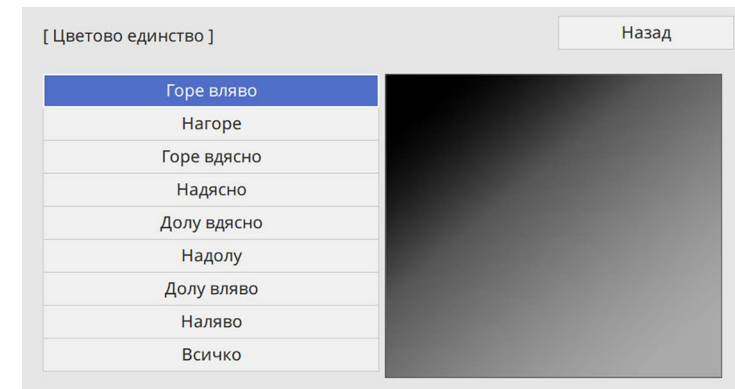 [ Цветово единство ]
Назад
Горе вляво
Нагоре
Горе вдясно
Надясно
Долу вдясно
Надолу
Долу вляво
Наляво
Всичко